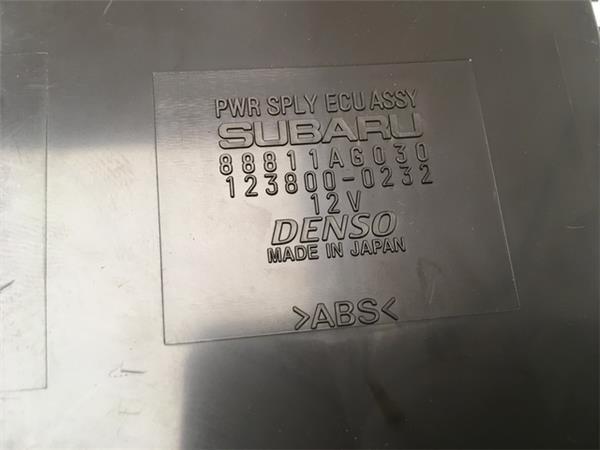 PWR SPLY ECU ASSY
SUBARU
88811AG030
123800-0232
12V
DENSO
MADE IN JAPAN
>ABS<